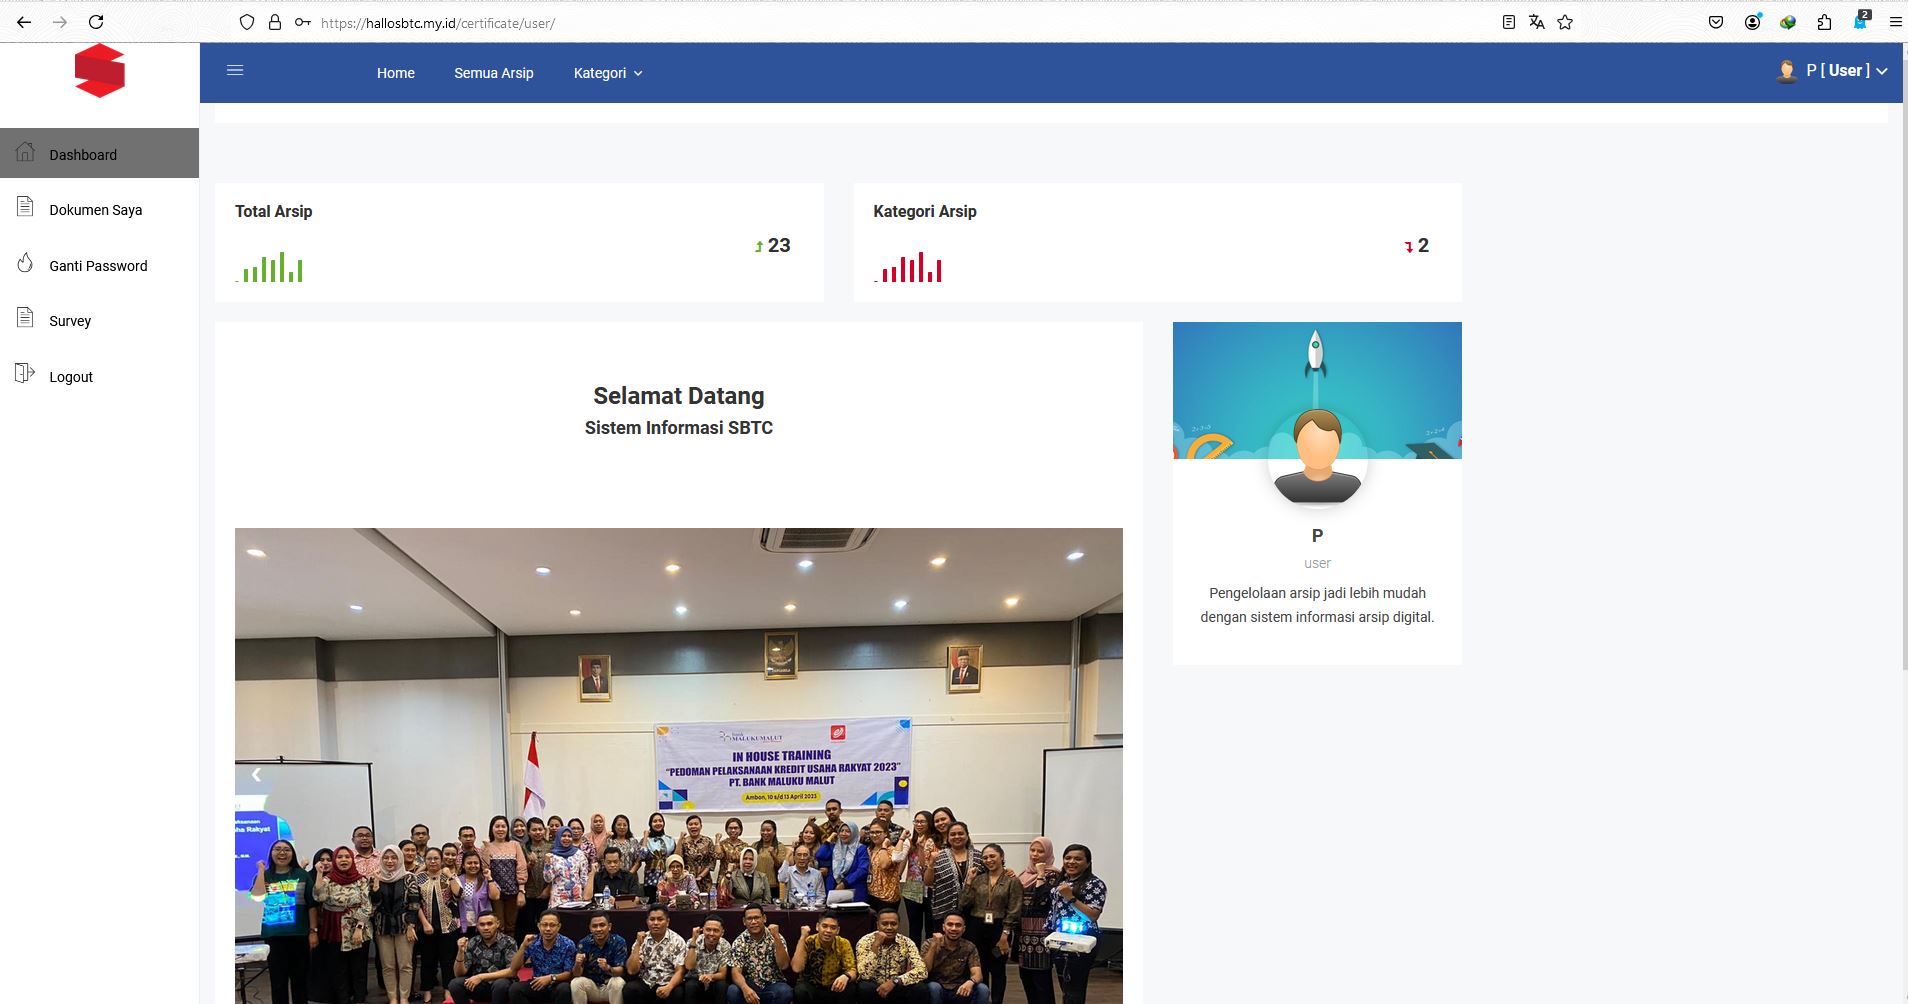 https://hallosbtc.my.id/certificate/user/
2
Home
Semua Arsip
Kategori
P [ User ]
Dashboard
Dokumen Saya
Ganti Password
Survey
Logout
Total Arsip
23
Kategori Arsip
2
Selamat Datang
Sistem Informasi SBTC
P
user
Pengelolaan arsip jadi lebih mudah
dengan sistem informasi arsip digital.
MALUKUMALUT
IN HOUSE TRAINING
"PEDOMAN PELAKSANAAN KREDIT USAHA RAKYAT 2023"
PT. BANK MALUKU MALUT
Ambon, 10 s/d 13 April 2023